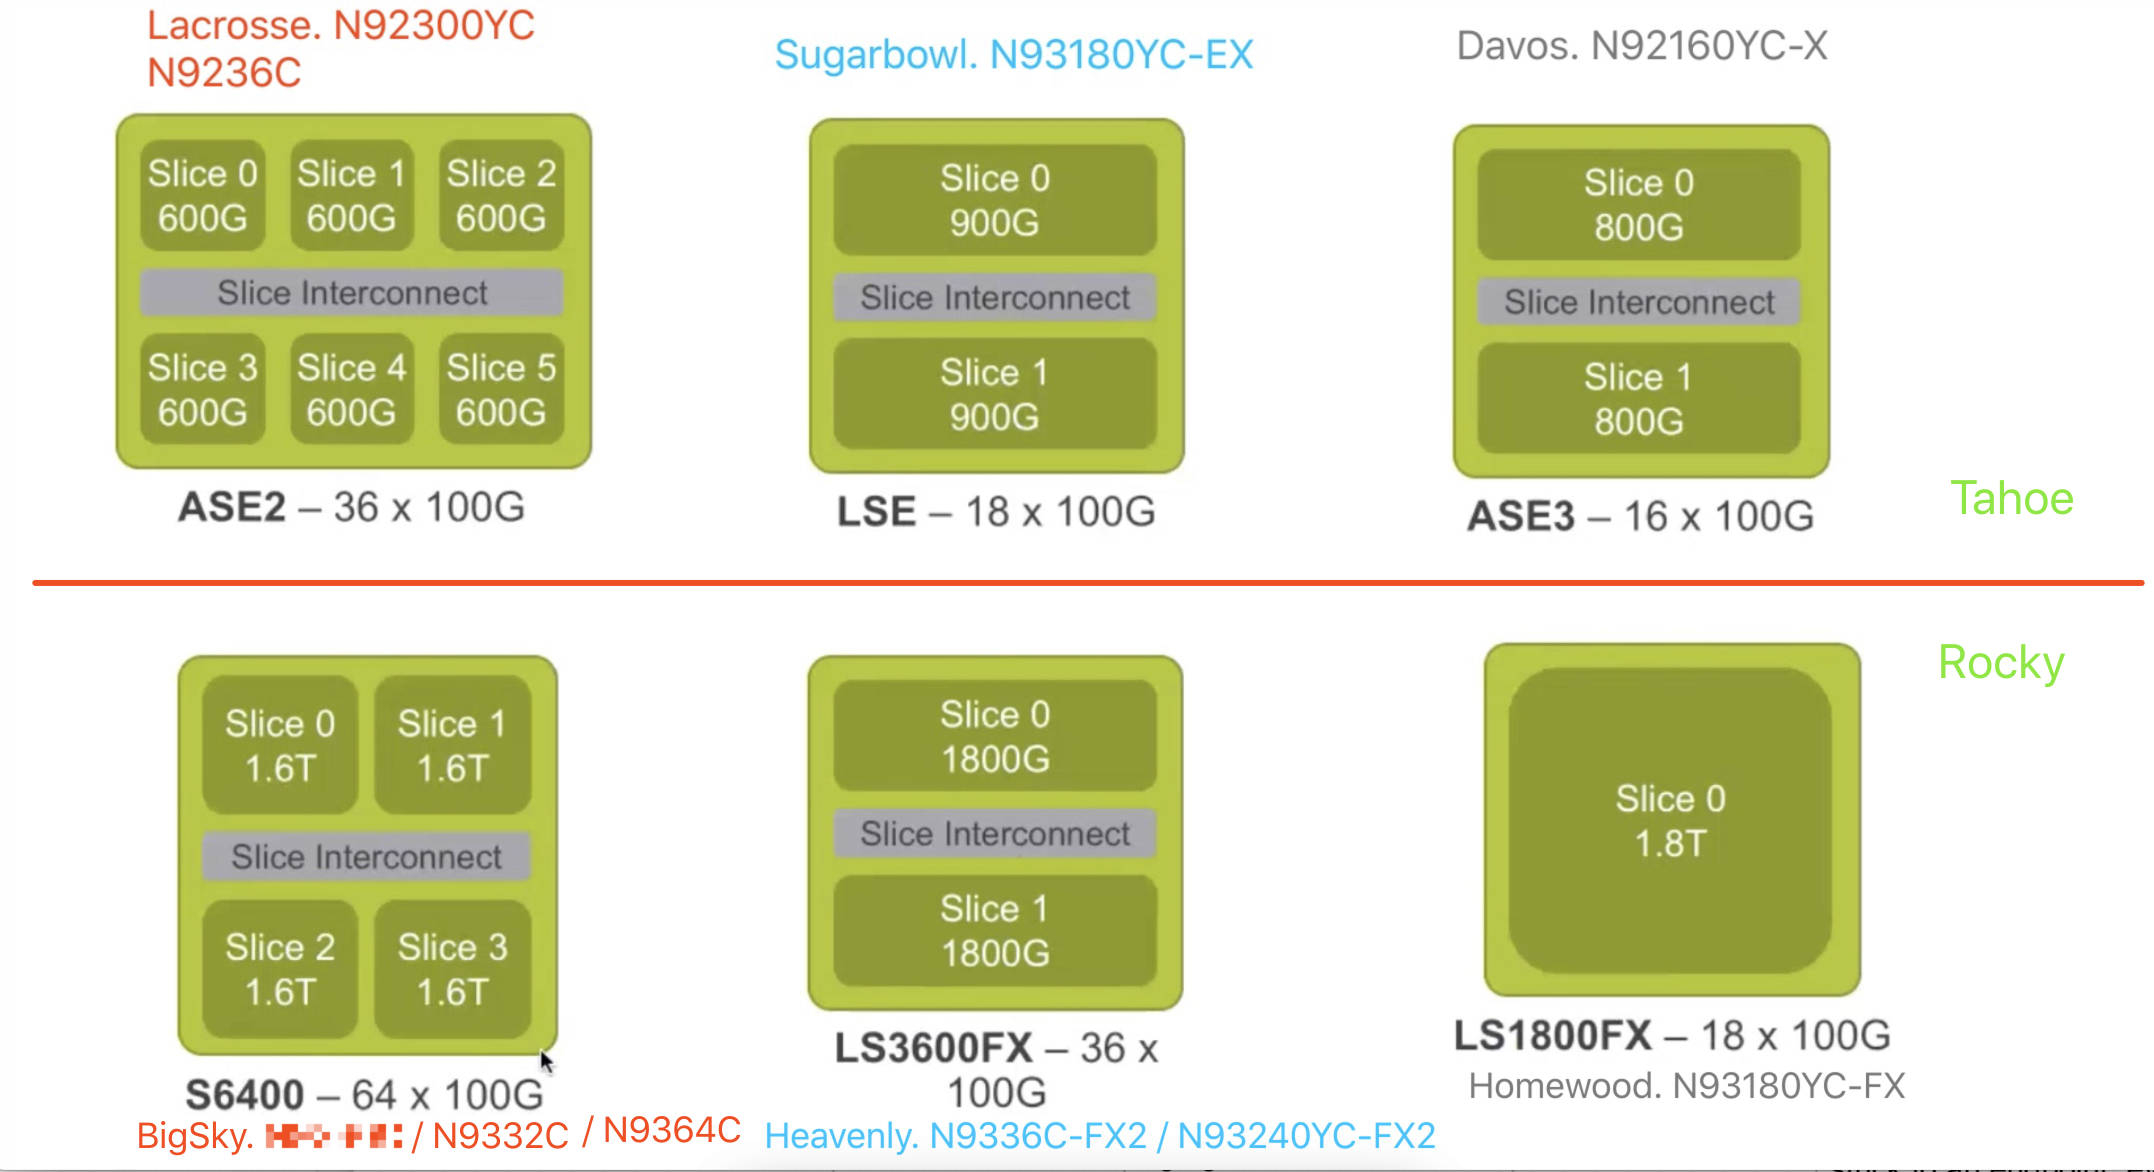 Lacrosse. N92300YC
N9236C
Slice 0
600G
Slice 1
600G
Slice 2
600G
Slice Interconnect
Slice 3
600G
Slice 4
600G
Slice 5
600G
ASE2 – 36 x 100G
Sugarbowl. N93180YC-EX
Slice 0
900G
Slice Interconnect
Slice 1
900G
LSE – 18 x 100G
Davos. N92160YC-X
Slice 0
800G
Slice Interconnect
Slice 1
800G
ASE3 – 16 x 100G
Tahoe
Rocky
Slice 0
1.6T
Slice 1
1.6T
Slice Interconnect
Slice 2
1.6T
Slice 3
1.6T
S6400 – 64 x 100G
BigSky. / N9332C / N9364C
Slice 0
1800G
Slice Interconnect
Slice 1
1800G
LS3600FX – 36 x
100G
Heavenly. N9336C-FX2 / N93240YC-FX2
Slice 0
1.8T
LS1800FX – 18 x 100G
Homewood. N93180YC-FX